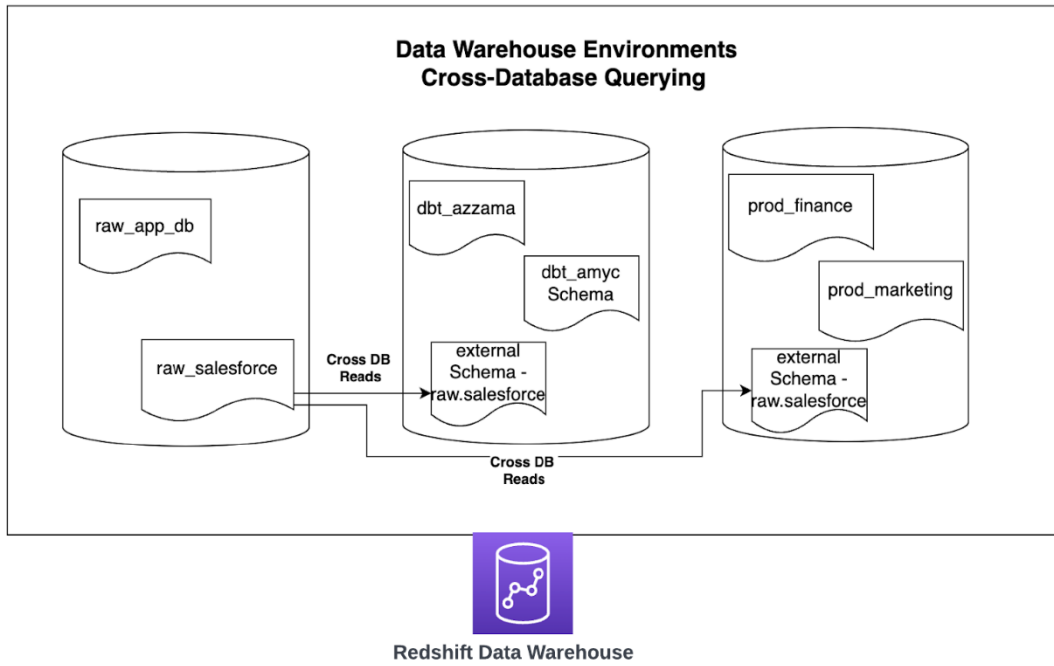 Data Warehouse Environments
Cross-Database Querying
raw_app_db
raw_salesforce
Cross DB
Reads
dbt_azzama
dbt_amyc
Schema
external
Schema -
raw.salesforce
Cross DB
Reads
prod_finance
prod_marketing
external
Schema -
raw.salesforce
Redshift Data Warehouse